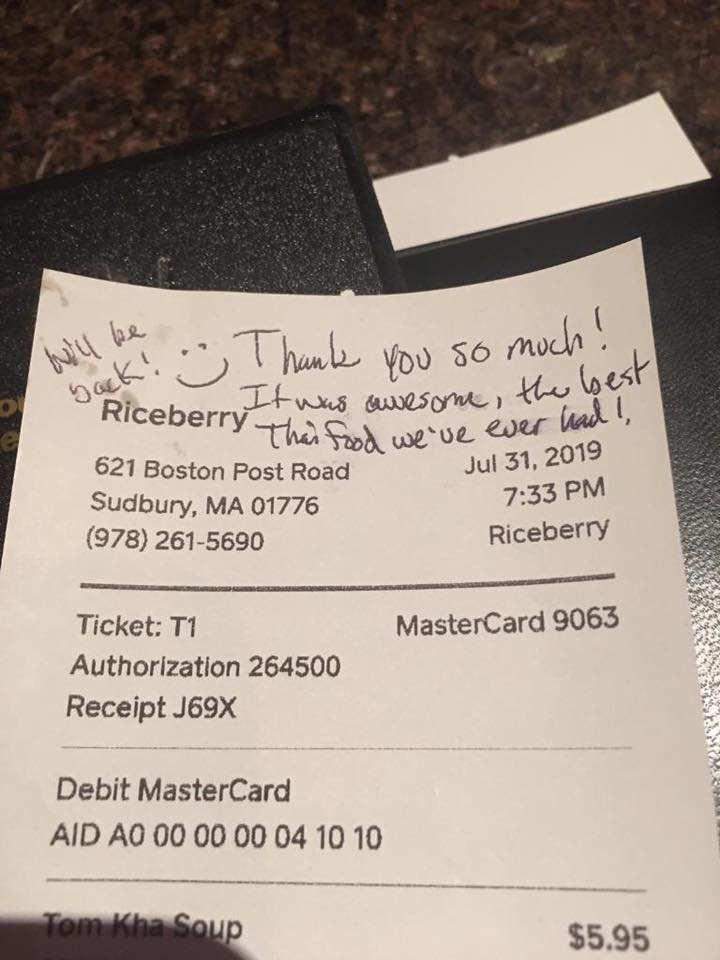 Will be
back! :)
Thank you so much!
It was awesome, the best
Thai food we've ever had!
Riceberry
621 Boston Post Road
Sudbury, MA 01776
(978) 261-5690
Jul 31, 2019
7:33 PM
Riceberry
Ticket: T1
MasterCard 9063
Authorization 264500
Receipt J69X
Debit MasterCard
AID A0 00 00 00 04 10 10
Tom Kha Soup
$5.95